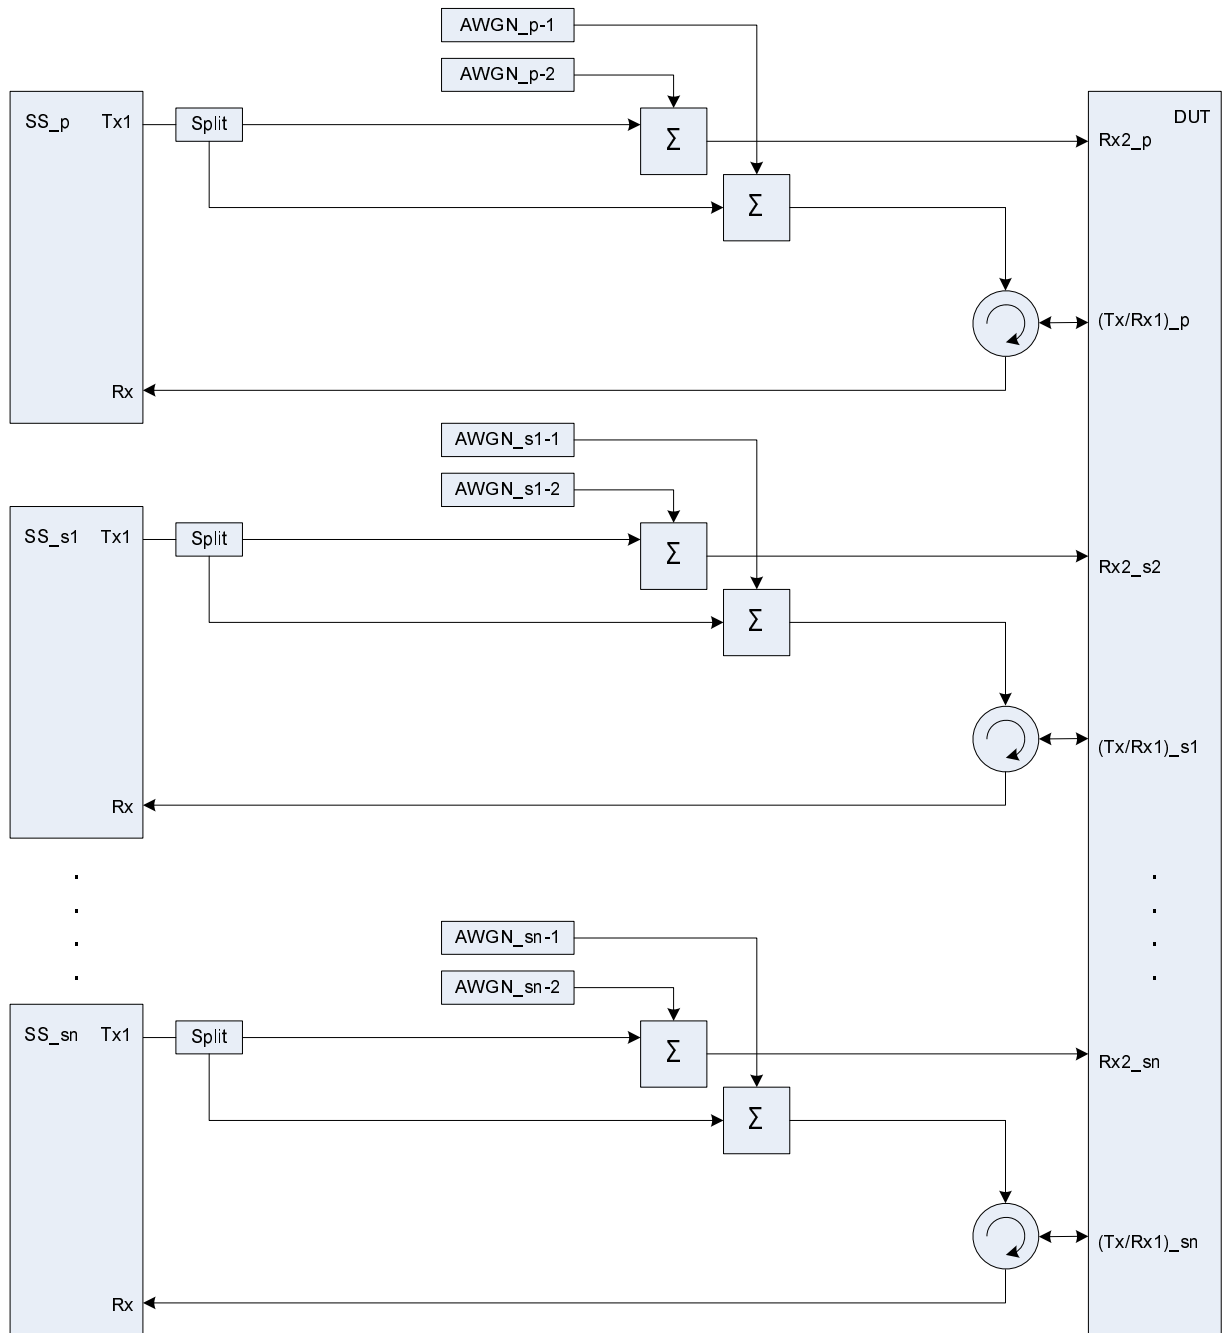 AWGN_p-1
AWGN_p-2
SS_p Tx1
Split
Σ
Rx2_p
DUT
Σ
(Tx/Rx1)_p
Rx
AWGN_s1-1
AWGN_s1-2
SS_s1 Tx1
Split
Σ
Rx2_s2
Σ
(Tx/Rx1)_s1
Rx
AWGN_sn-1
AWGN_sn-2
SS_sn Tx1
Split
Σ
Rx2_sn
Σ
(Tx/Rx1)_sn
Rx